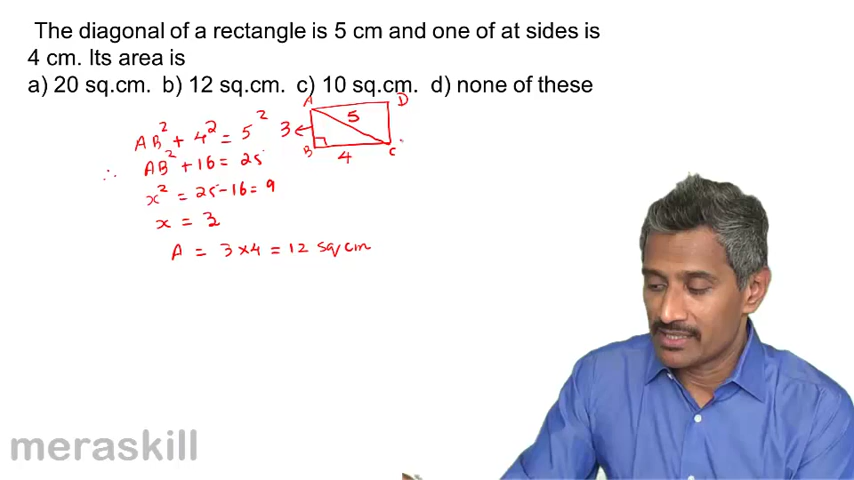 The diagonal of a rectangle is 5 cm and one of at sides is
4 cm. Its area is
a) 20 sq.cm. b) 12 sq.cm. c) 10 sq.cm. d) none of these
A D
5
3
B 4 C
AB² + 4² = 5²
∴ AB² + 16 = 25
x² = 25-16 = 9
x = 3
A = 3×4 = 12 sq cm
meraskill